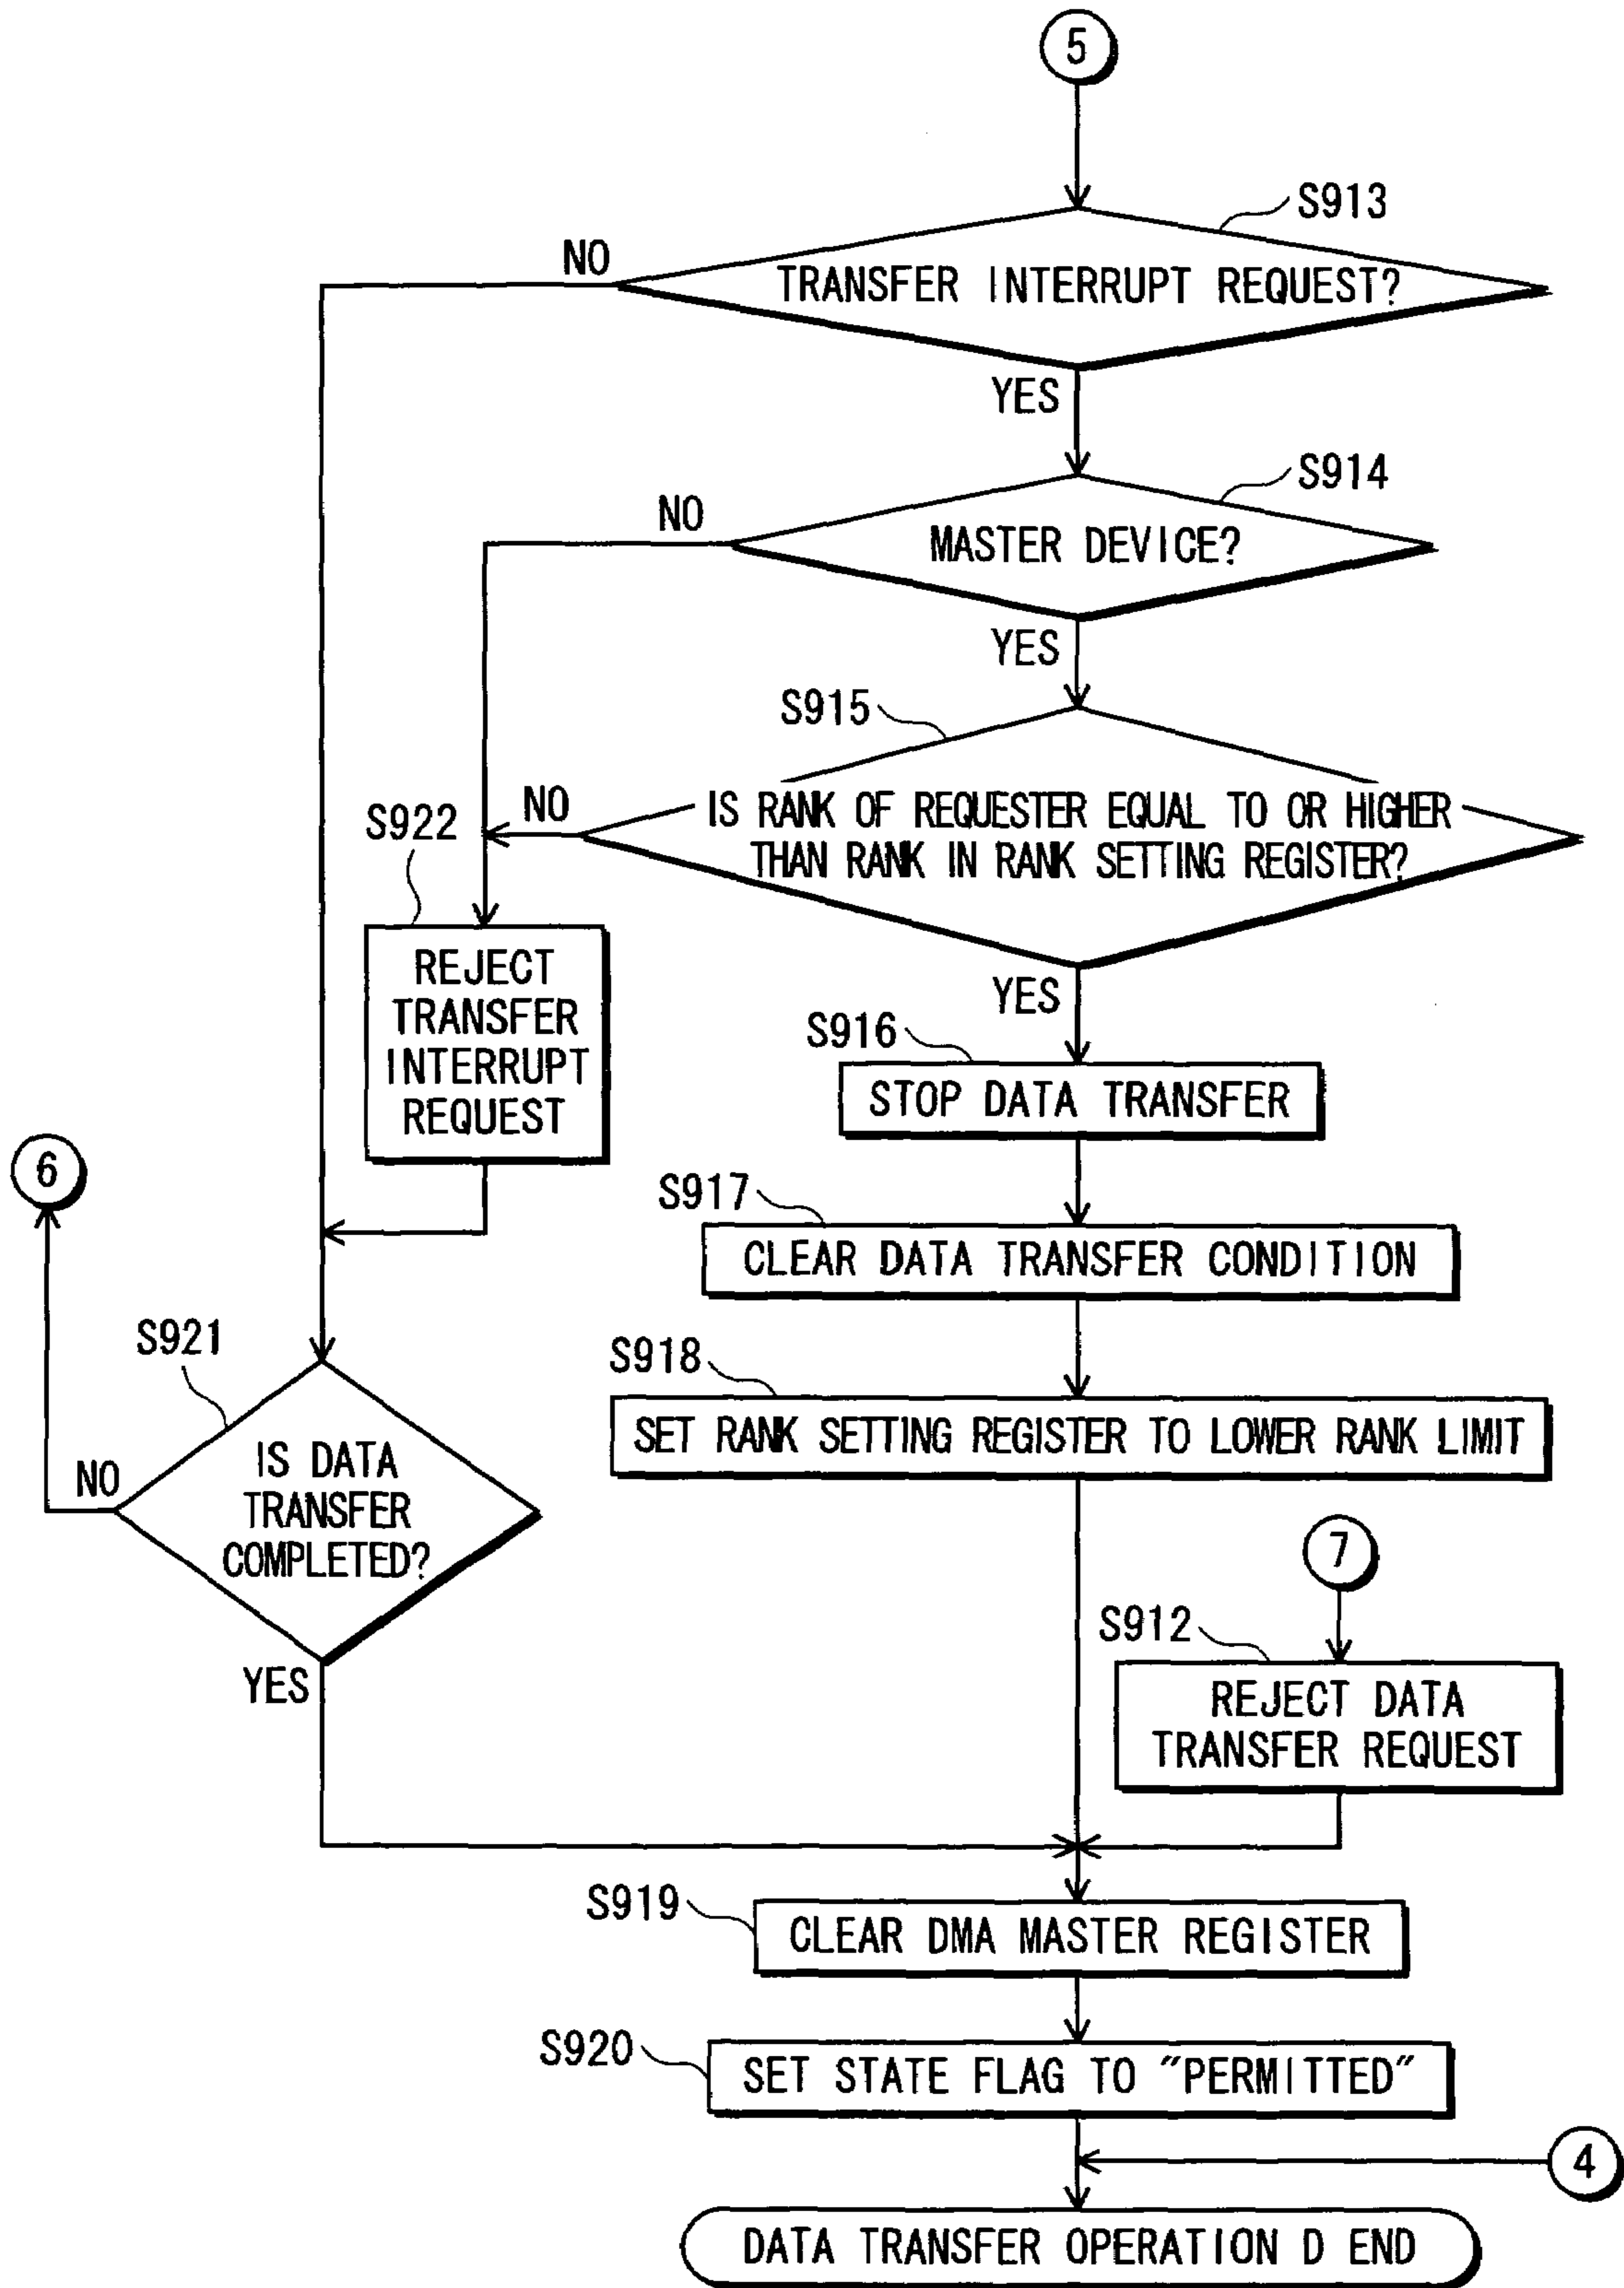 5
S913
NO
TRANSFER INTERRUPT REQUEST?
YES
S914
NO
MASTER DEVICE?
YES
S915
NO
IS RANK OF REQUESTER EQUAL TO OR HIGHER
THAN RANK IN RANK SETTING REGISTER?
YES
S922
REJECT
TRANSFER
INTERRUPT
REQUEST
S916
STOP DATA TRANSFER
6
S917
CLEAR DATA TRANSFER CONDITION
S921
S918
SET RANK SETTING REGISTER TO LOWER RANK LIMIT
NO
IS DATA
TRANSFER
COMPLETED?
YES
7
S912
REJECT DATA
TRANSFER REQUEST
S919
CLEAR DMA MASTER REGISTER
S920
SET STATE FLAG TO "PERMITTED"
4
DATA TRANSFER OPERATION D END